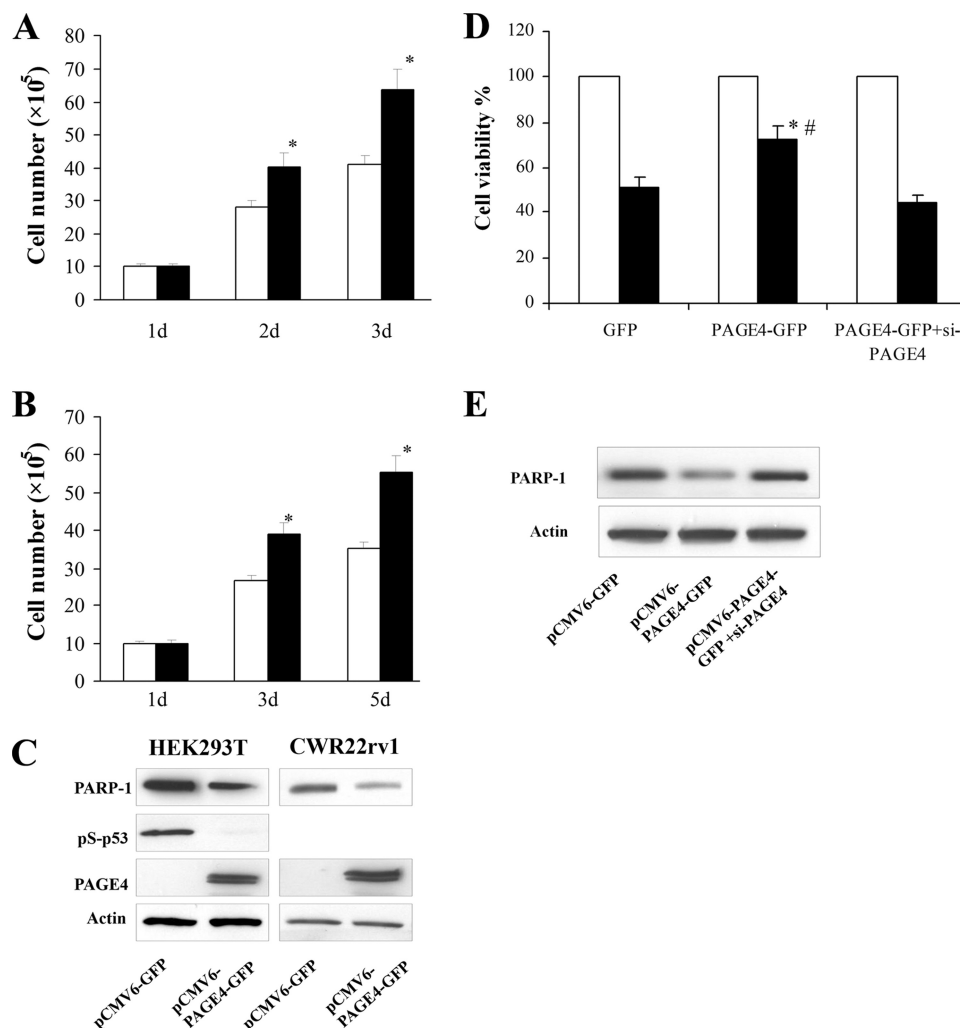 A
Cell number (×10⁵)
80
70
60
50
40
30
20
10
0
*
*
1d
2d
3d
B
Cell number (×10⁵)
70
60
50
40
30
20
10
0
*
*
1d
3d
5d
C
HEK293T
CWR22rv1
PARP-1
pS-p53
PAGE4
Actin
pCMV6-GFP
pCMV6-
PAGE4-GFP
pCMV6-GFP
pCMV6-
PAGE4-GFP
D
Cell viability %
120
100
80
60
40
20
0
* #
GFP
PAGE4-GFP
PAGE4-GFP+si-
PAGE4
E
PARP-1
Actin
pCMV6-GFP
pCMV6-
PAGE4-GFP
pCMV6-PAGE4-
GFP +si-PAGE4